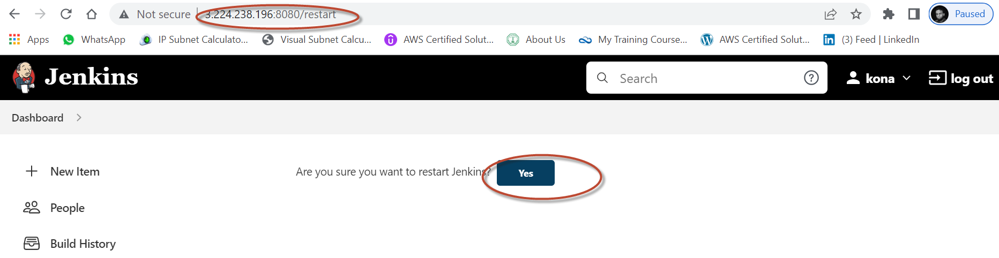 Not secure 3.224.238.196:8080/restart Paused
Apps WhatsApp IP Subnet Calculato... Visual Subnet Calcu... AWS Certified Solut... About Us My Training Course... AWS Certified Solut... (3) Feed | LinkedIn
Jenkins Search kona log out
Dashboard
New Item Are you sure you want to restart Jenkins? Yes
People
Build History